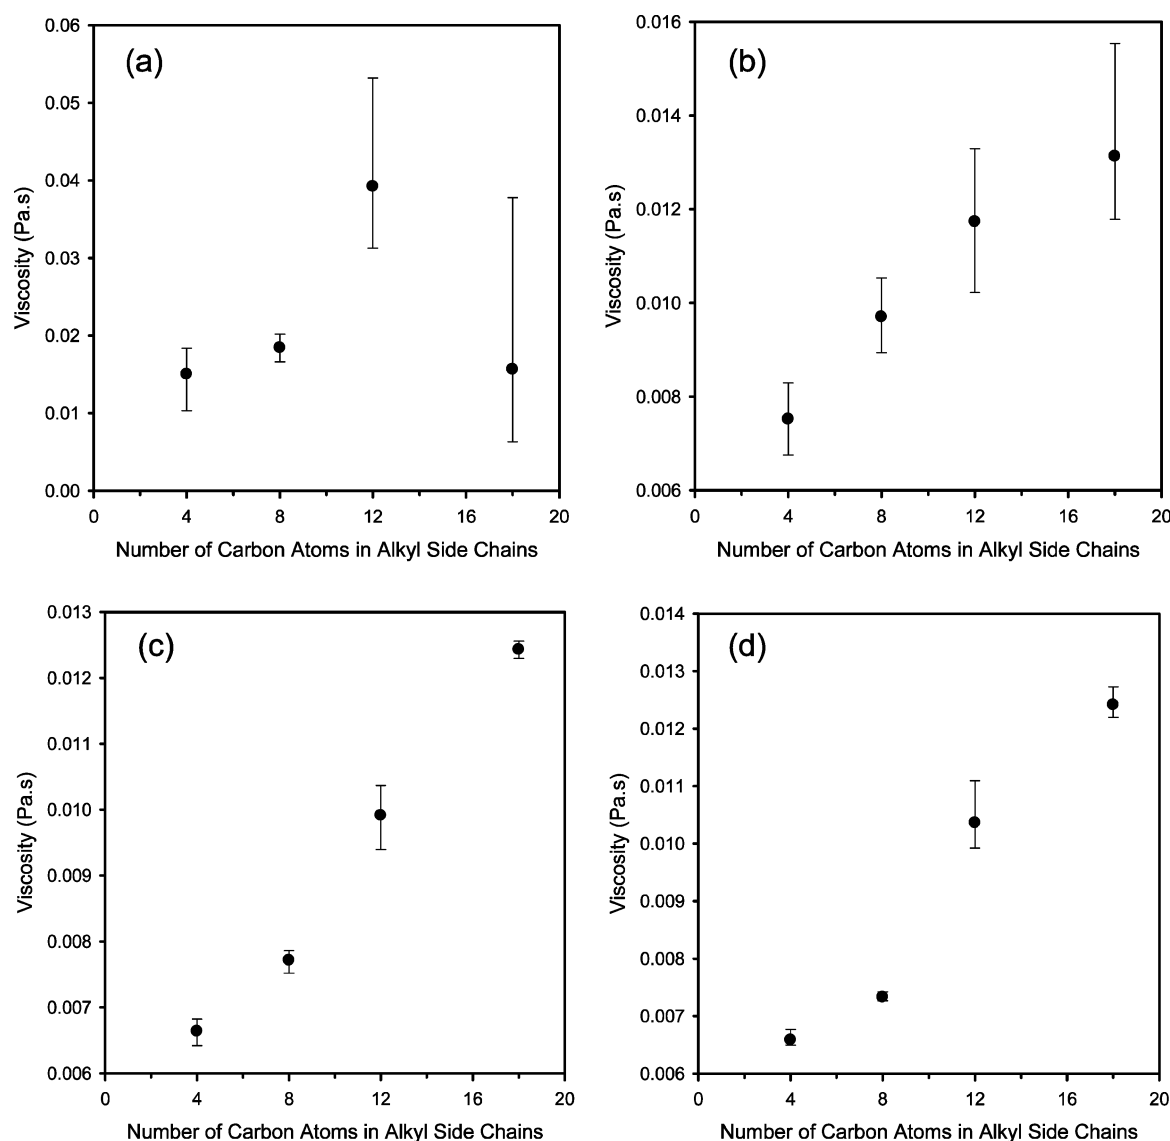 (a)
0.06
0.05
0.04
0.03
0.02
0.01
0.00
Viscosity (Pa.s)
0 4 8 12 16 20
Number of Carbon Atoms in Alkyl Side Chains
(b)
0.016
0.014
0.012
0.010
0.008
0.006
Viscosity (Pa.s)
0 4 8 12 16 20
Number of Carbon Atoms in Alkyl Side Chains
(c)
0.013
0.012
0.011
0.010
0.009
0.008
0.007
0.006
Viscosity (Pa.s)
0 4 8 12 16 20
Number of Carbon Atoms in Alkyl Side Chains
(d)
0.014
0.013
0.012
0.011
0.010
0.009
0.008
0.007
0.006
Viscosity (Pa.s)
0 4 8 12 16 20
Number of Carbon Atoms in Alkyl Side Chains